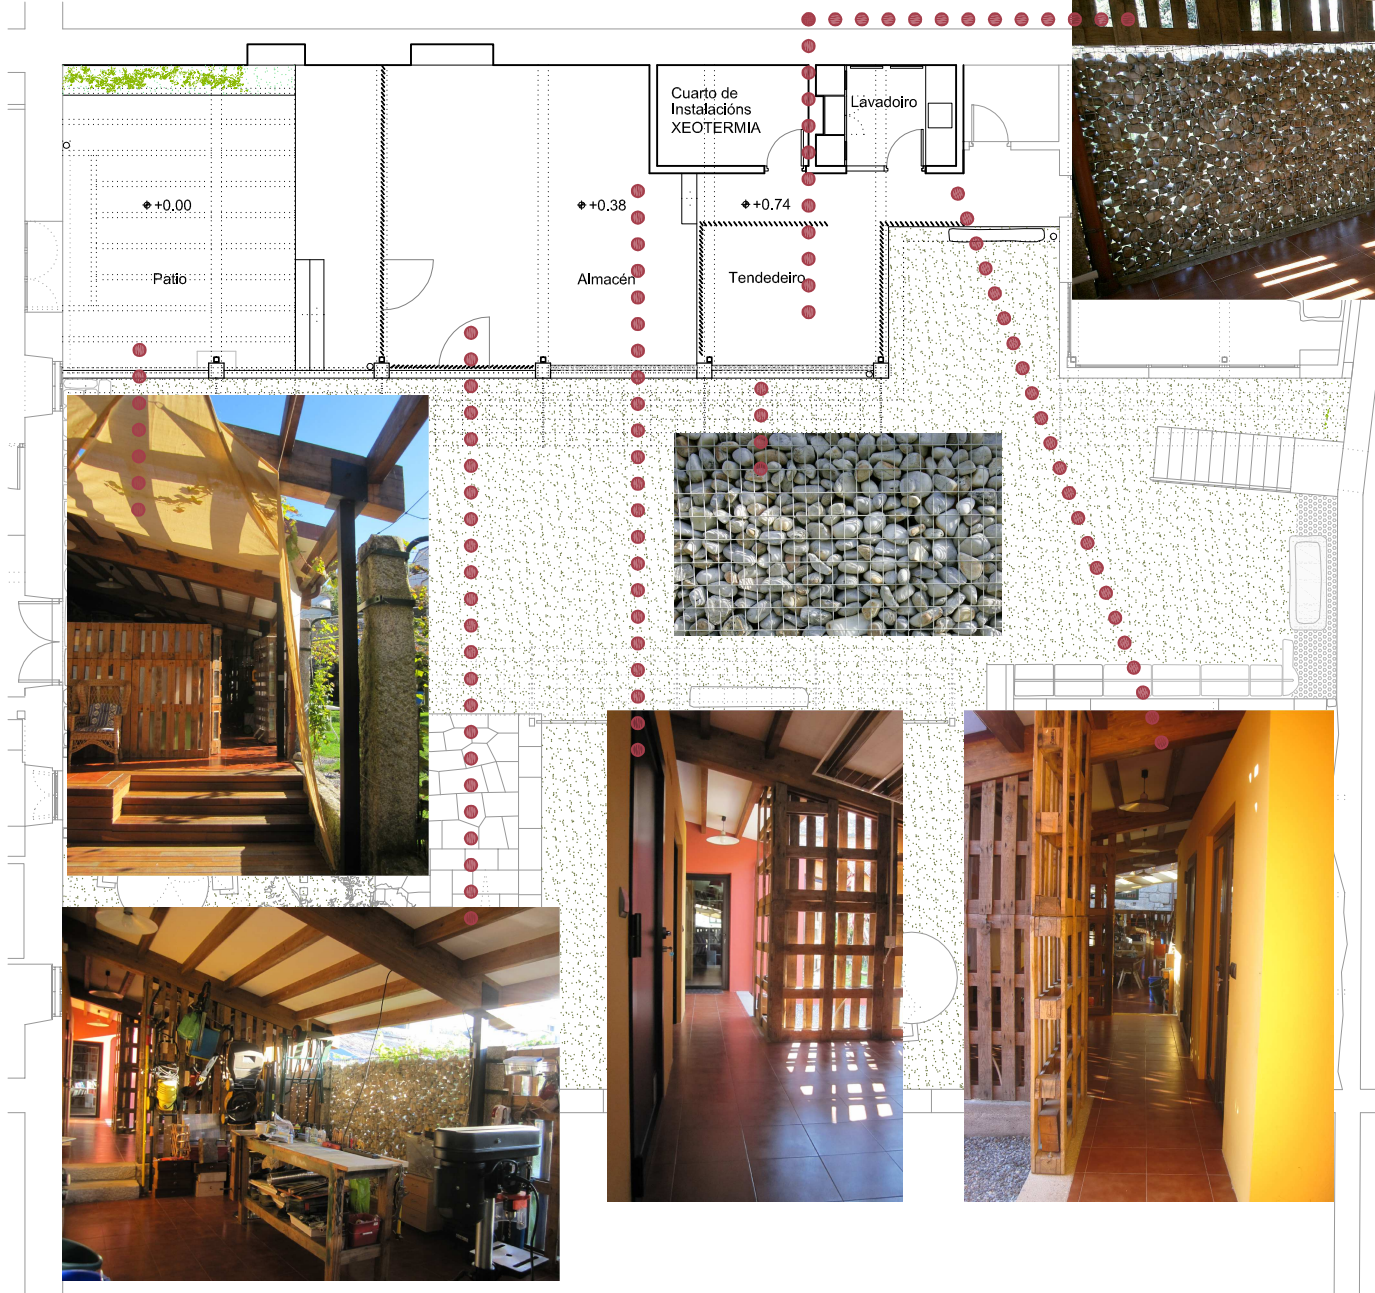 Cuarto de
Instalacións
XEOTERMIA
Lavadoiro
+0.00
+0.38
+0.74
Patio
Almacén
Tendedeiro